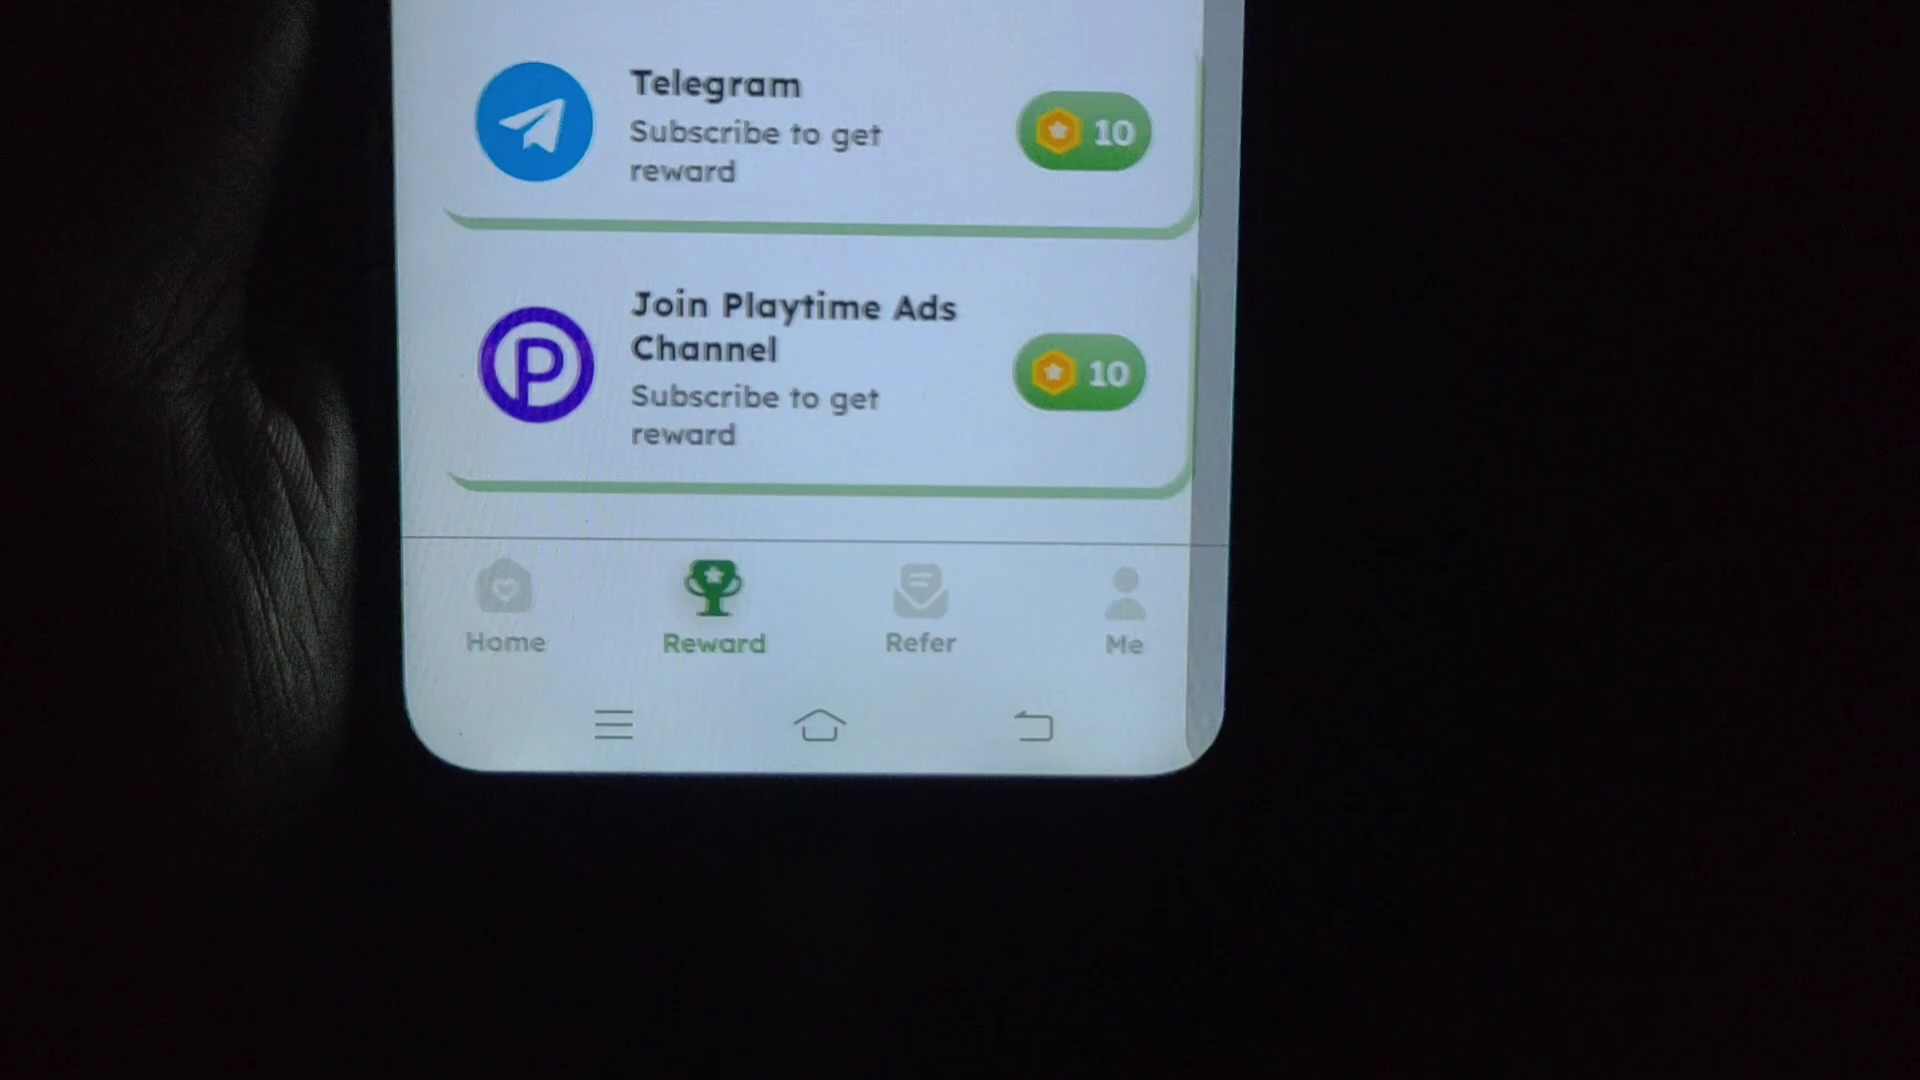 Telegram
Subscribe to get
reward
10
Join Playtime Ads
Channel
Subscribe to get
reward
10
P
Home
Reward
Refer
Me